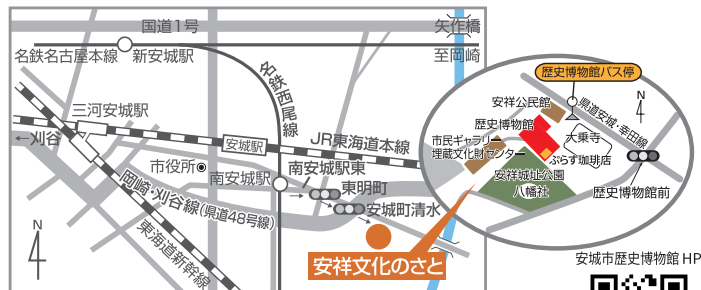 国道1号
矢作橋
名鉄名古屋本線
新安城駅
至岡崎
名鉄西尾線
三河安城駅
←刈谷
安城駅
JR東海道本線
市役所
南安城駅
南安城駅東
東明町
安城町清水
岡崎・刈谷線(県道48号線)
東海道新幹線
N
安祥文化のさと
歴史博物館バス停
安祥公民館
県道安城・幸田線
N
歴史博物館
大乗寺
市民ギャラリー
埋蔵文化財センター
ぷらす珈琲店
安祥城址公園
八幡社
歴史博物館前
安城市歴史博物館 HP